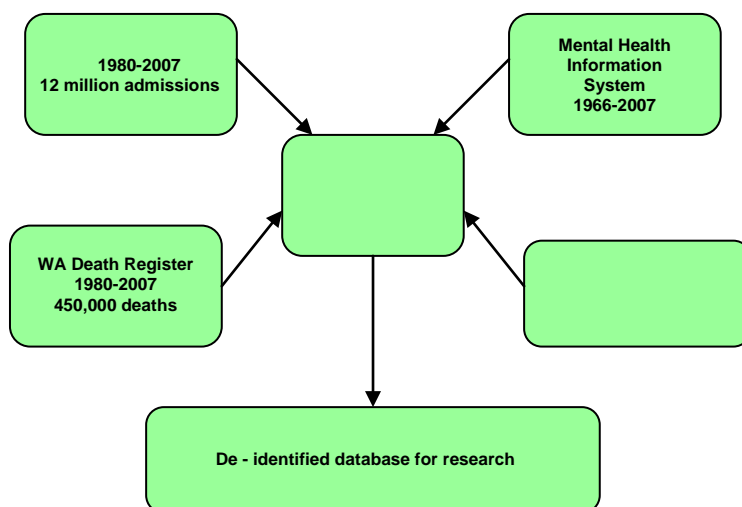 1980-2007
12 million admissions
Mental Health
Information
System
1966-2007
WA Death Register
1980-2007
450,000 deaths
De - identified database for research